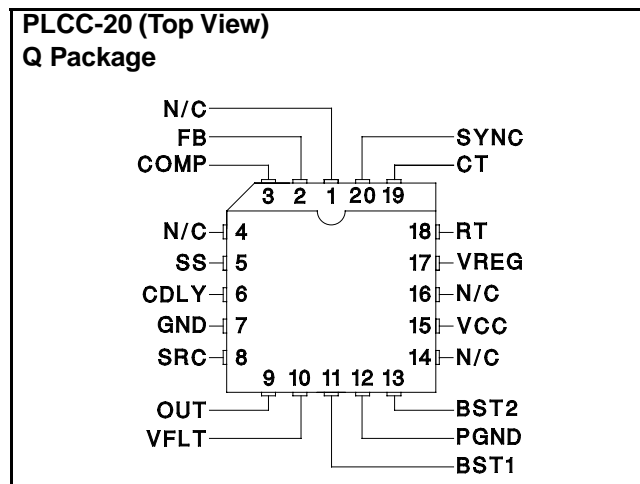 PLCC-20 (Top View)
Q Package
N/C
FB
SYNC
COMP
CT
3 2 1 20 19
N/C 4
18 RT
SS 5
17 VREG
CDLY 6
16 N/C
GND 7
15 VCC
SRC 8
14 N/C
9 10 11 12 13
OUT
BST2
VFLT
PGND
BST1